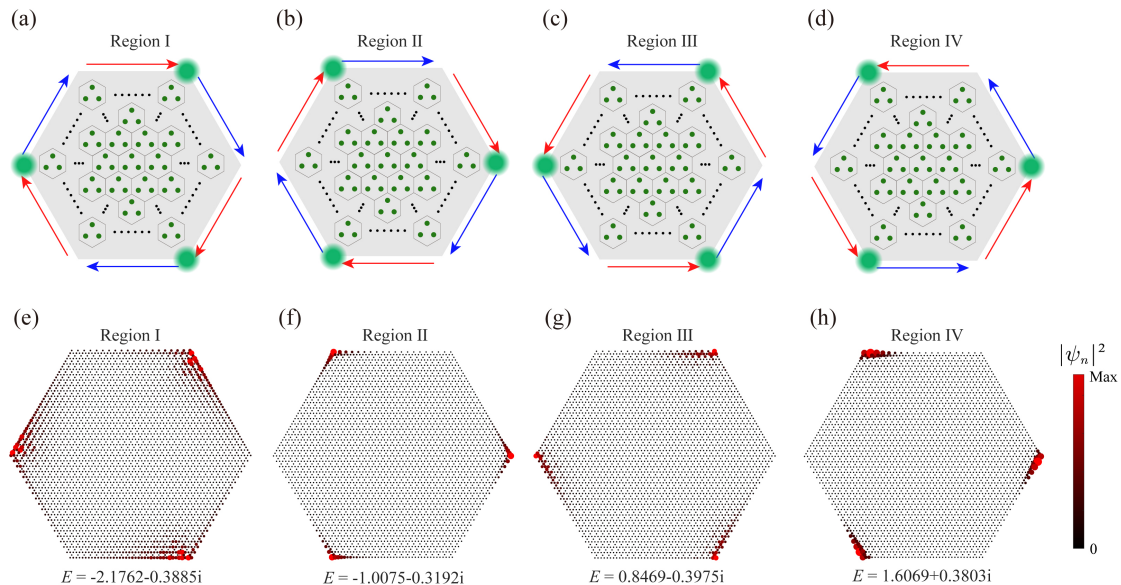 (a)
(b)
(c)
(d)
Region I
Region II
Region III
Region IV
(e)
(f)
(g)
(h)
Region I
Region II
Region III
Region IV
|ψₙ|²
Max
0
E = -2.1762-0.3885i
E = -1.0075-0.3192i
E = 0.8469-0.3975i
E = 1.6069+0.3803i